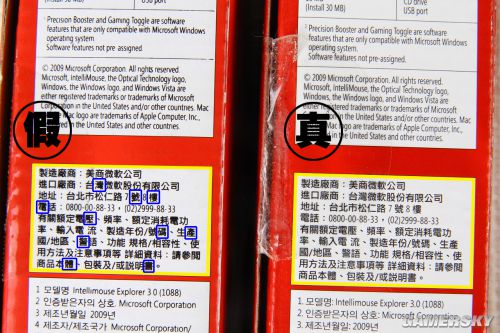 (Install 30 MB)
USB port
¹ Precision Booster and Gaming Toggle are software
features that are only compatible with Microsoft Windows
operating system.
Software features not pre-assigned.
© 2009 Microsoft Corporation. All rights reserved.
Microsoft, IntelliMouse, the Optical Technology logo,
Windows, the Windows logo, and Windows Vista are
either registered trademarks or trademarks of Microsoft
Corporation in the United States and/or other countries. Mac
and the Mac logo are trademarks of Apple Computer, Inc.,
in the United States and other countries.
假
製造廠商：美商微軟公司
進口廠商：台灣微軟股份有限公司
地址：台北市松仁路 7 號 8 樓
電話：0800-00-88-33・(02)2999-88-33
有關額定電壓、頻率、額定消耗電功
率、輸入電 流、製造年份/號碼、生產
國/地區、警語、功能 規格/相容性、使
用方法及注意事項等 詳細資料：請參閱
商品本體、包裝及/或說明書。
1. 모델명: Intellimouse Explorer 3.0 (1088)
2. 인증받은자의 상호: Microsoft Corporation
3. 제조년월일 2009년
4. 제조자/제조국가: Microsoft Corporation/
(Install 30 MB)
CD drive
USB port
¹ Precision Booster and Gaming Toggle are software
features that are only compatible with Microsoft Windows
operating system.
Software features not pre-assigned.
© 2009 Microsoft Corporation. All rights reserved.
Microsoft, IntelliMouse, the Optical Technology logo,
Windows, the Windows logo, and Windows Vista are
either registered trademarks or trademarks of Microsoft
Corporation in the United States and/or other countries. Mac
logo are trademarks of Apple Computer, Inc.,
in the United States and other countries.
真
製造廠商：美商微軟公司
進口廠商：台灣微軟股份有限公司
地址：台北市松仁路 7 號 8 樓
電話：0800-00-88-33・(02)2999-88-33
有關額定電壓、頻率、額定消耗電功
率、輸入電 流、製造年份/號碼、生產
國/地區、警語、功能 規格/相容性、使
用方法及注意事項等 詳細資料：請參閱
商品本體、包裝及/或說明書。
1. 모델명: Intellimouse Explorer 3.0 (1088)
2. 인증받은자의 상호: Microsoft Corporation
3. 제조년월일: 2009년
GAMERSKY